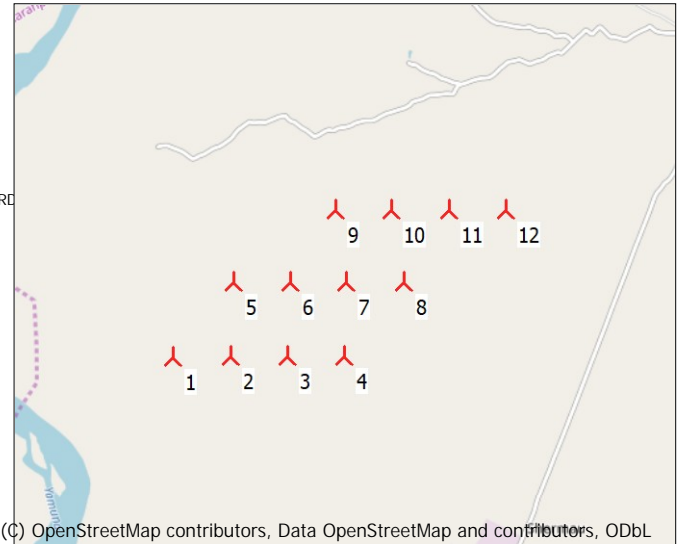 RD
9 10 11 12
5 6 7 8
1 2 3 4
(C) OpenStreetMap contributors, Data OpenStreetMap and contributors, ODbL